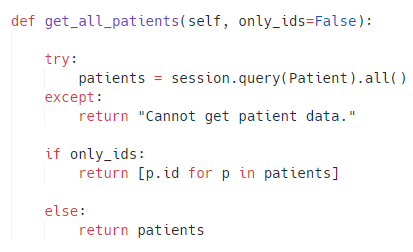 def get_all_patients(self, only_ids=False):
try:
patients = session.query(Patient).all()
except:
return "Cannot get patient data."
if only_ids:
return [p.id for p in patients]
else:
return patients